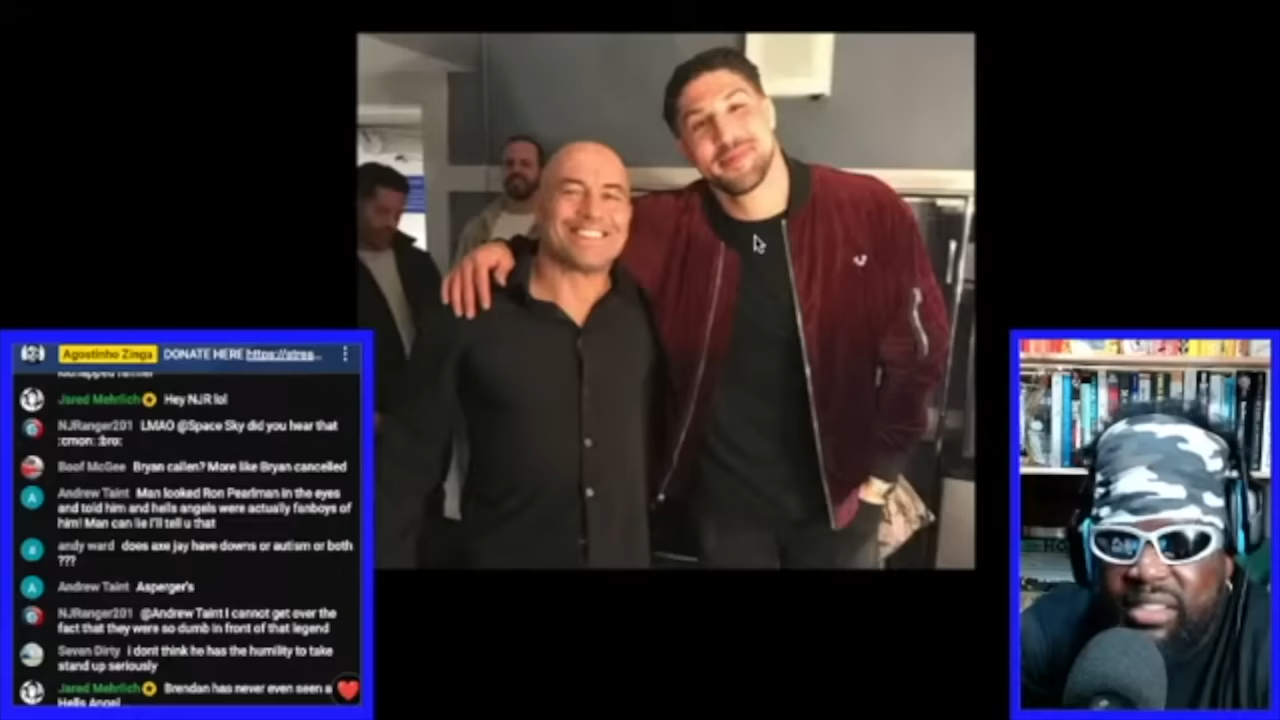 Agostinho Zinga DONATE HERE https://strea...
kidnapped farmer
Jared Mehrlich Hey NJR lol
NJRanger201 LMAO @Space Sky did you hear that
:cmon: :bro:
Boof McGee Bryan callen? More like Bryan cancelled
Andrew Taint Man looked Ron Pearlman in the eyes
and told him and hells angels were actually fanboys of
him! Man can lie I'll tell u that
andy ward does axe jay have downs or autism or both
???
Andrew Taint Asperger's
NJRanger201 @Andrew Taint I cannot get over the
fact that they were so dumb in front of that legend
Seven Dirty i dont think he has the humility to take
stand up seriously
Jared Mehrlich Brendan has never even seen a
Hells Angel